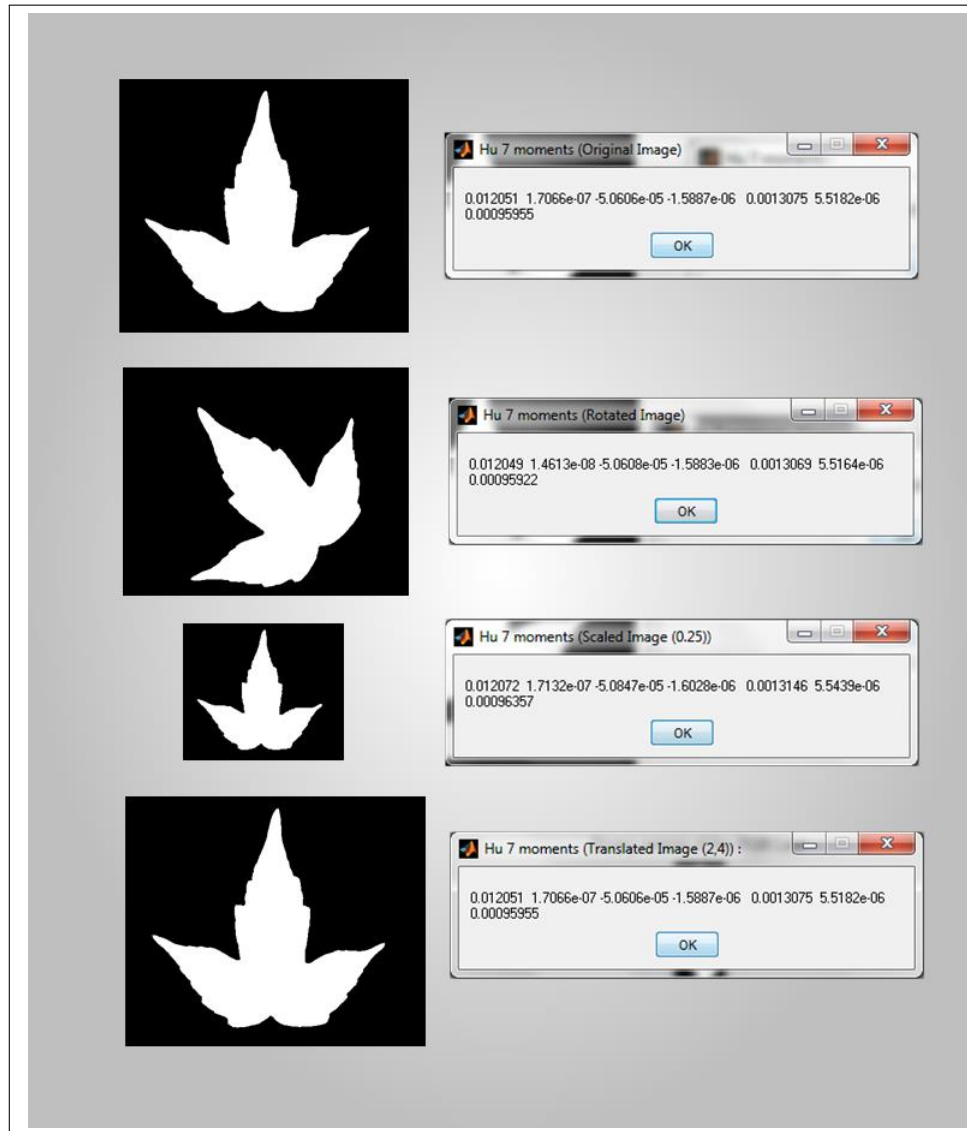 Hu 7 moments (Original Image)
0.012051 1.7066e-07 -5.0606e-05 -1.5887e-06 0.0013075 5.5182e-06
0.00095955
OK
Hu 7 moments (Rotated Image)
0.012049 1.4613e-08 -5.0608e-05 -1.5883e-06 0.0013069 5.5164e-06
0.00095922
OK
Hu 7 moments (Scaled Image (0.25))
0.012072 1.7132e-07 -5.0847e-05 -1.6028e-06 0.0013146 5.5439e-06
0.00096357
OK
Hu 7 moments (Translated Image (2,4)) :
0.012051 1.7066e-07 -5.0606e-05 -1.5887e-06 0.0013075 5.5182e-06
0.00095955
OK